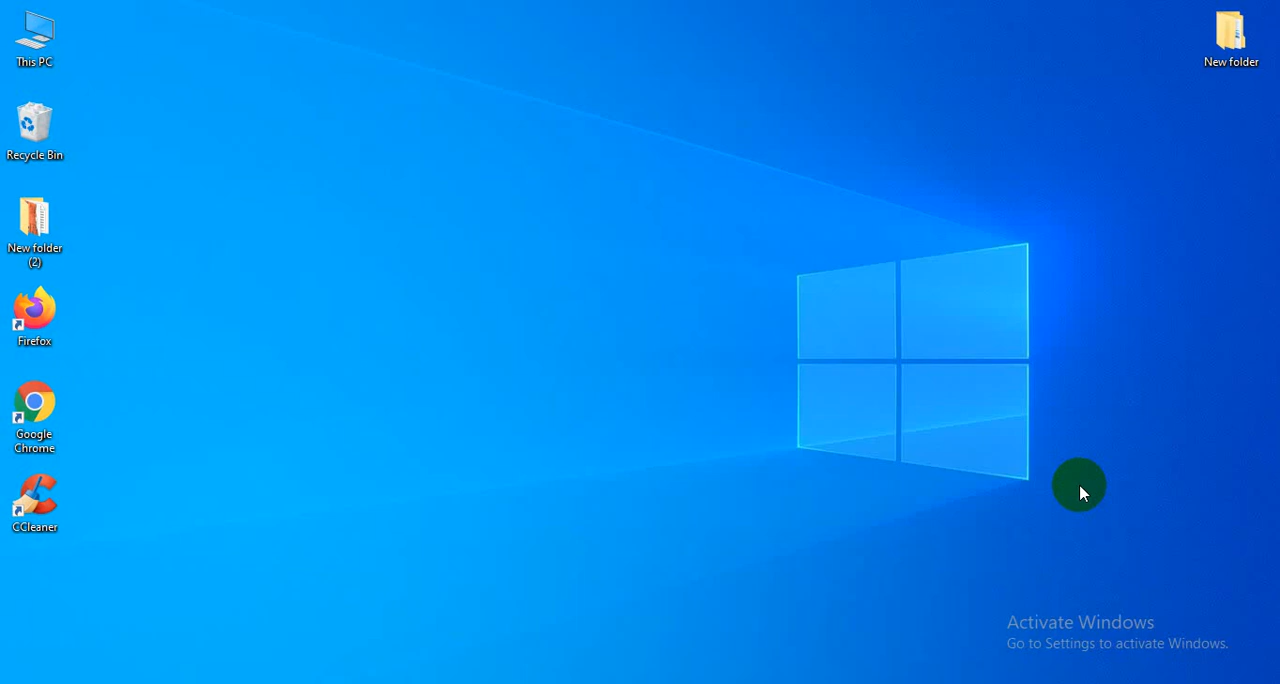 This PC
New folder
Recycle Bin
New folder
(2)
Firefox
Google
Chrome
CCleaner
Activate Windows
Go to Settings to activate Windows.